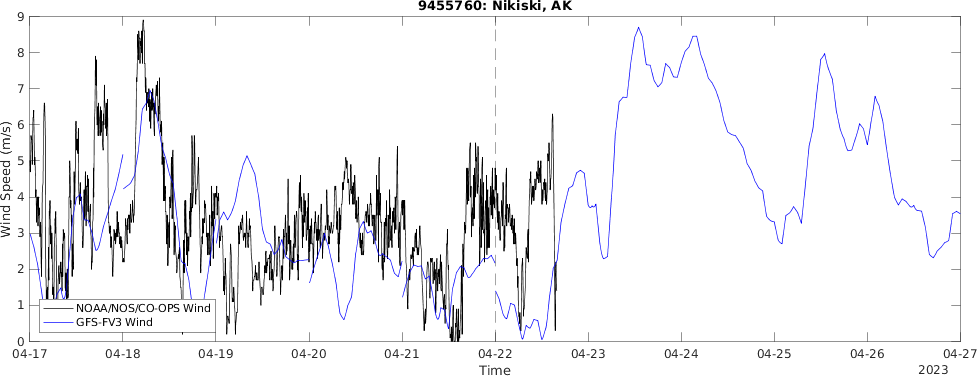 9455760: Nikiski, AK
Wind Speed (m/s)
9
8
7
6
5
4
3
2
1
0
NOAA/NOS/CO-OPS Wind
GFS-FV3 Wind
04-17 04-18 04-19 04-20 04-21 04-22 04-23 04-24 04-25 04-26 04-27
Time
2023